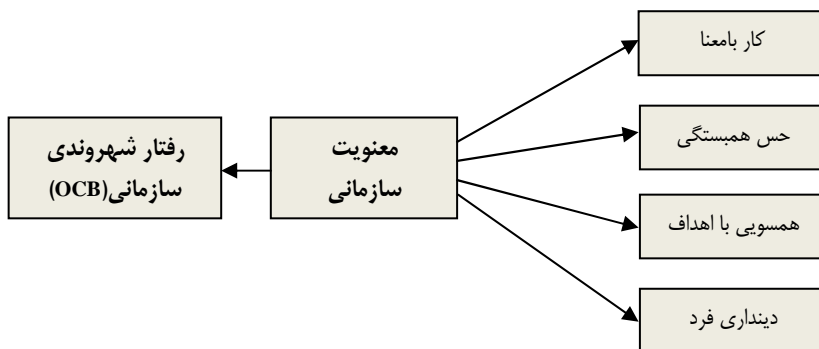 کار بامعنا
حس همبستگی
همسویی با اهداف
دینداری فرد
معنویت
سازمانی
رفتار شهروندی
سازمانی(OCB)